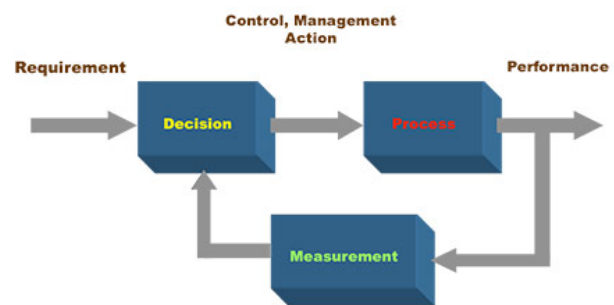 Control, Management
Action
Requirement
Performance
Decision
Process
Measurement